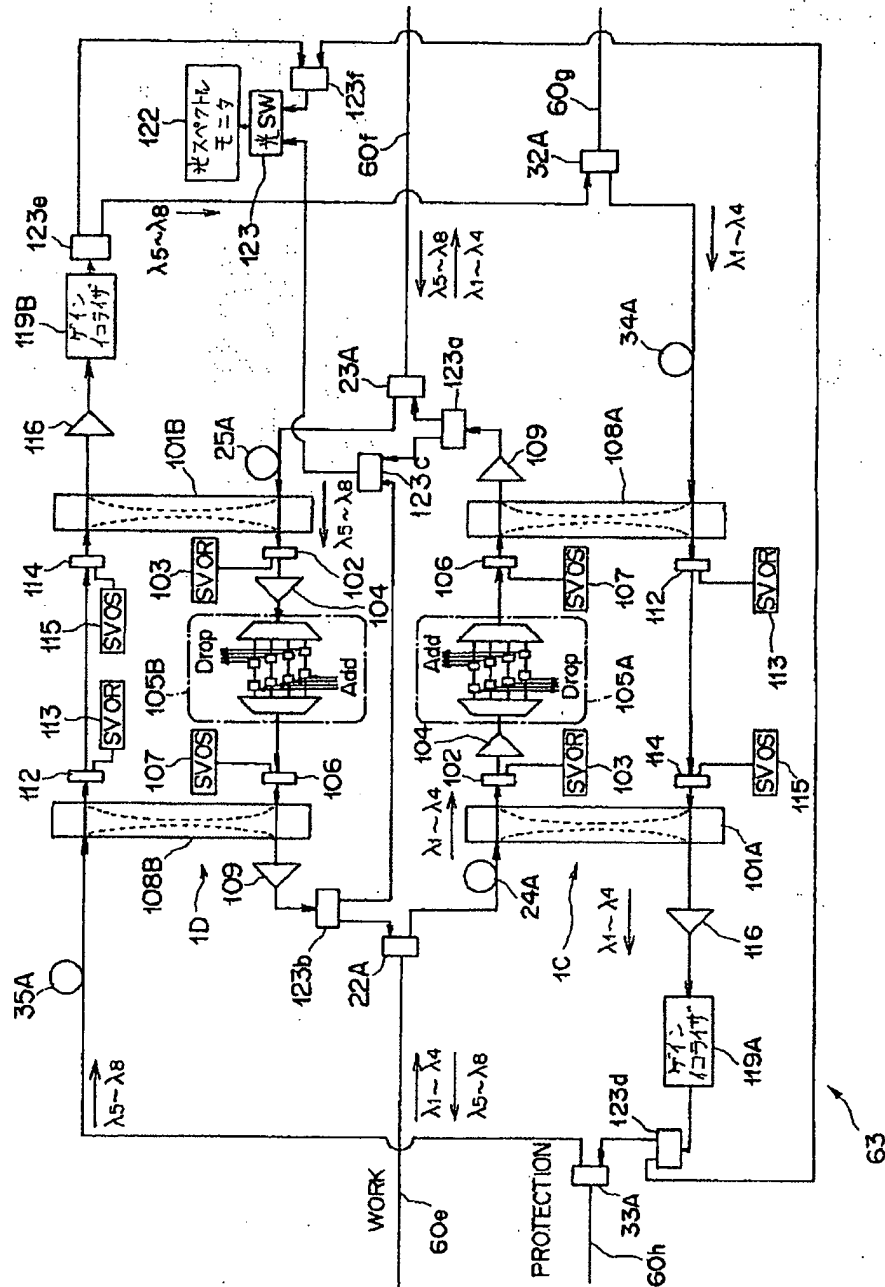 35A
λ5~λ8
108B
112
113
SVOR
115
SVOS
114
101B
116
119B
ゲイン
イコライザ
123e
λ5~λ8
122
光スペクトル
モニタ
光SW
123
123f
1D
109
107
SVOS
106
105B
Drop
Add
104
103
SVOR
102
λ5~λ8
25A
123c
123b
22A
23A
123a
WORK
60e
λ1~λ4
λ5~λ8
λ5~λ8
λ1~λ4
60f
24A
λ1~λ4
102
104
103
SVOR
105A
Add
Drop
106
107
SVOS
109
32A
60g
PROTECTION
33A
60h
123d
119A
ゲイン
イコライザ
116
λ1~λ4
1C
101A
114
115
SVOS
112
113
SVOR
108A
34A
λ1~λ4
63